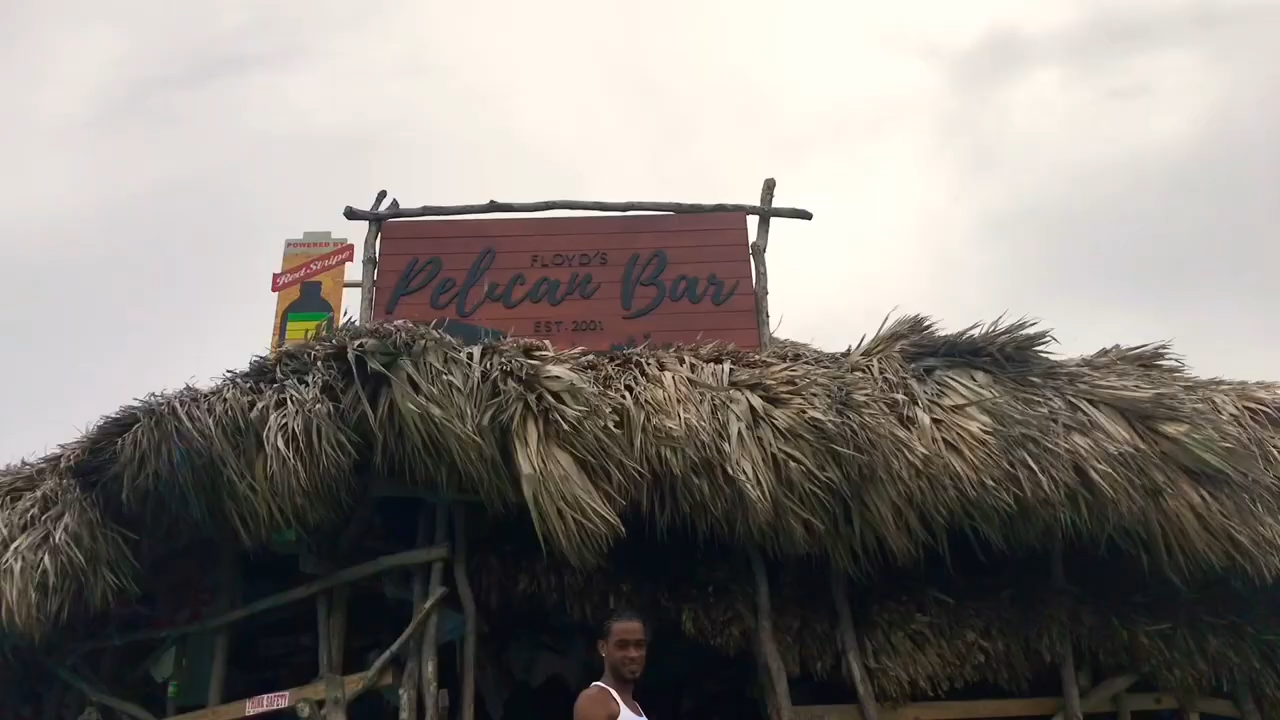 POWERED BY
Red Stripe
FLOYD'S
Pelican Bar
EST. 2001
THINK SAFETY